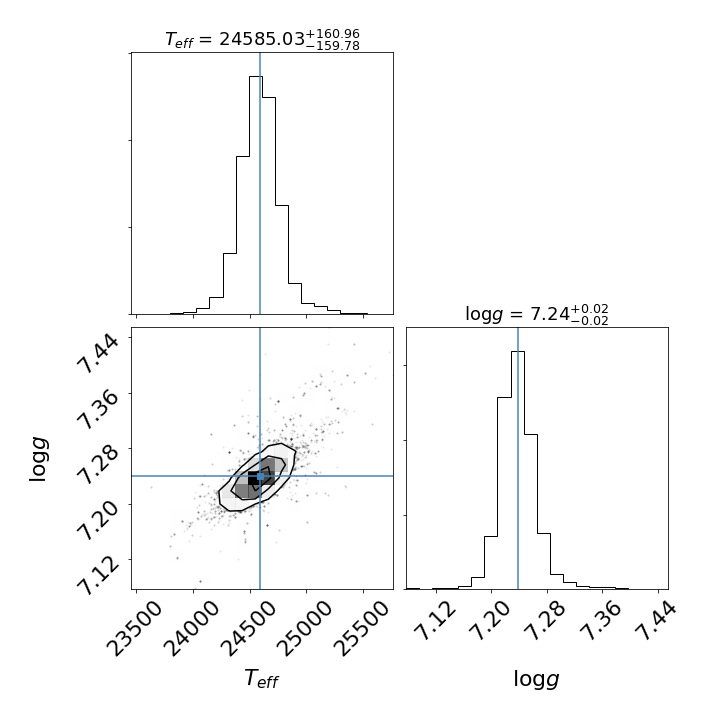 T_eff = 24585.03^{+160.96}_{-159.78}
logg = 7.24^{+0.02}_{-0.02}
7.44
7.36
7.28
7.20
7.12
logg
23500 24000 24500 25000 25500
7.12 7.20 7.28 7.36 7.44
T_eff
logg